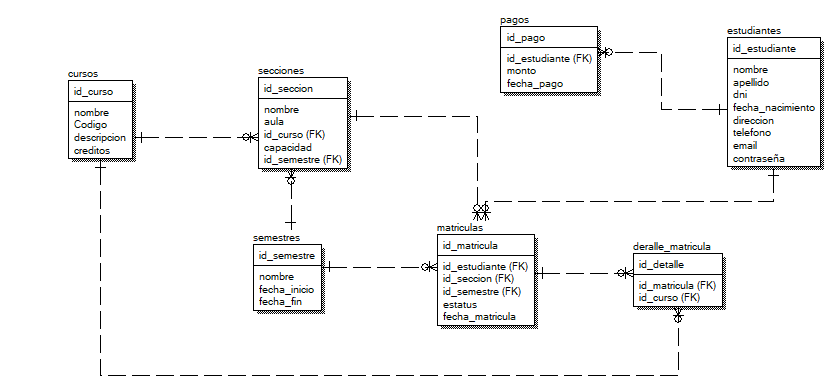 pagos
id_pago
id_estudiante (FK)
monto
fecha_pago
estudiantes
id_estudiante
nombre
apellido
dni
fecha_nacimiento
direccion
telefono
email
contraseña
cursos
id_curso
nombre
Codigo
descripcion
creditos
secciones
id_seccion
nombre
aula
id_curso (FK)
capacidad
id_semestre (FK)
semestres
id_semestre
nombre
fecha_inicio
fecha_fin
matriculas
id_matricula
id_estudiante (FK)
id_seccion (FK)
id_semestre (FK)
estatus
fecha_matricula
deralle_matricula
id_detalle
id_matricula (FK)
id_curso (FK)